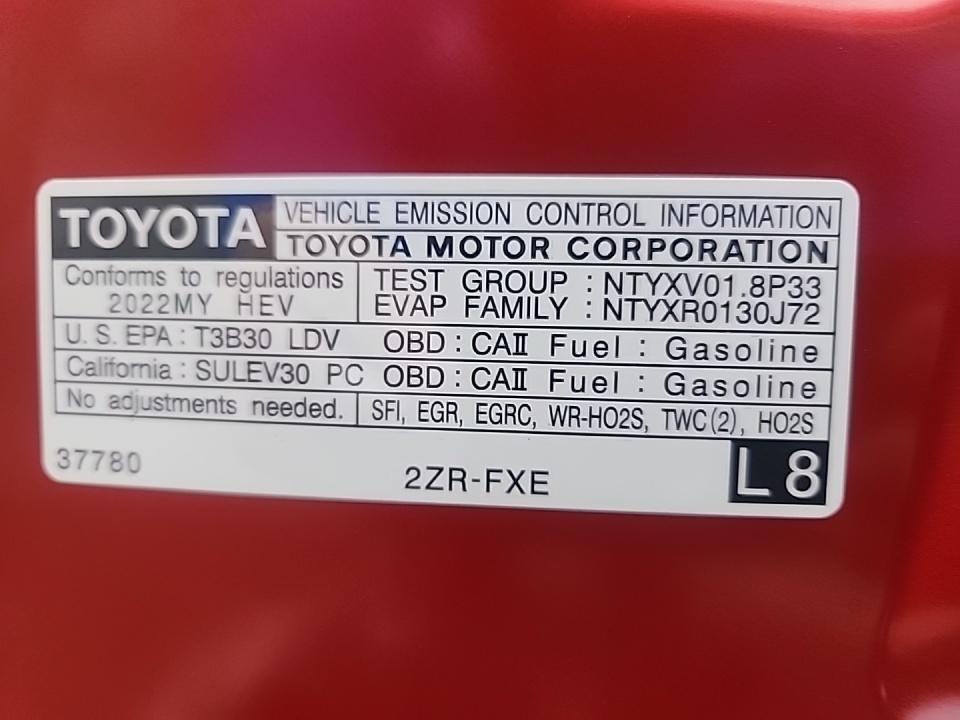 TOYOTA VEHICLE EMISSION CONTROL INFORMATION
TOYOTA MOTOR CORPORATION
Conforms to regulations
2022MY HEV
TEST GROUP : NTYXV01.8P33
EVAP FAMILY : NTYXR0130J72
U.S. EPA : T3B30 LDV OBD : CAⅡ Fuel : Gasoline
California : SULEV30 PC OBD : CAⅡ Fuel : Gasoline
No adjustments needed. SFI, EGR, EGRC, WR-HO2S, TWC(2), HO2S
37780 2ZR-FXE L8